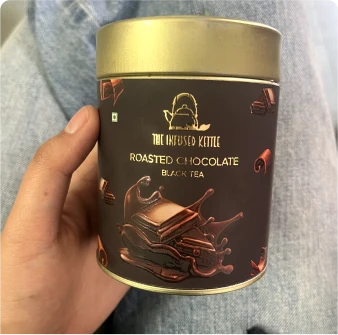 THE INFUSED KETTLE
ROASTED CHOCOLATE
BLACK TEA